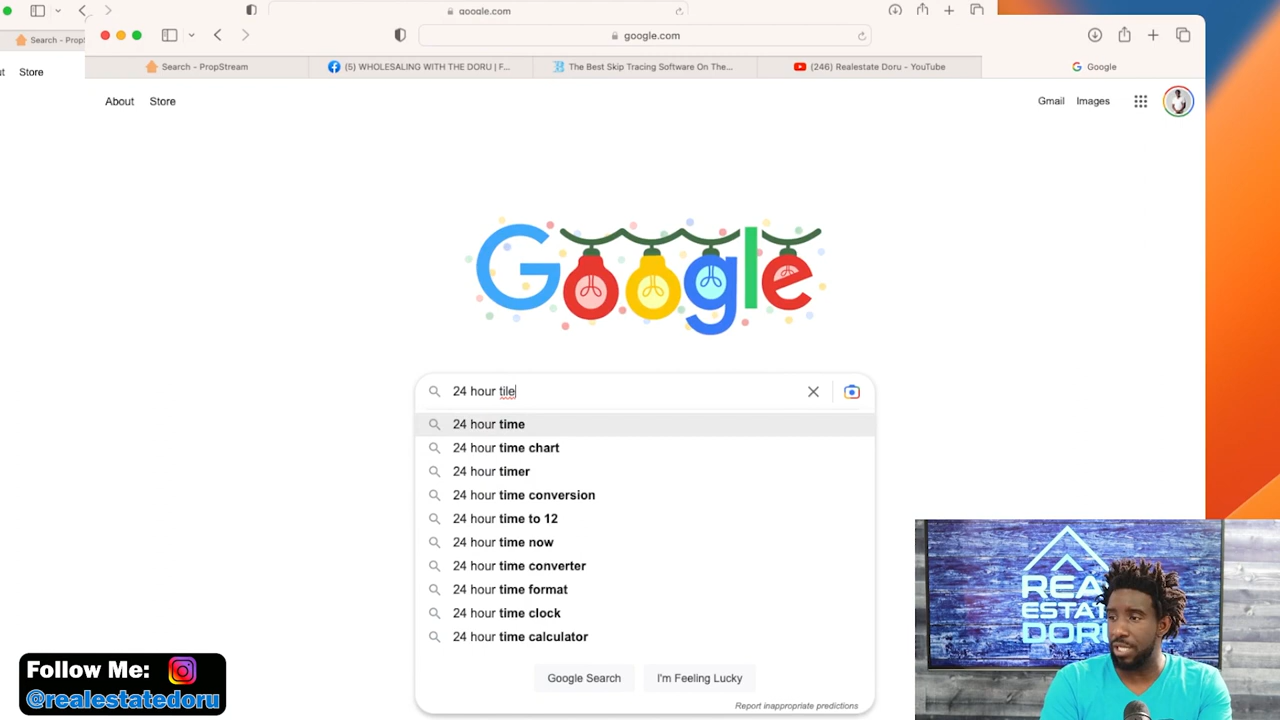 google.com
Search - Prop!
Store
google.com
Search - PropStream
(5) WHOLESALING WITH THE DORU | F...
The Best Skip Tracing Software On The...
(246) Realestate Doru - YouTube
Google
About
Store
Gmail
Images
Google
24 hour tile
24 hour time
24 hour time chart
24 hour timer
24 hour time conversion
24 hour time to 12
24 hour time now
24 hour time converter
24 hour time format
24 hour time clock
24 hour time calculator
Google Search
I'm Feeling Lucky
Report inappropriate predictions
Follow Me:
@realestatedoru
REA
ESTAT
DORU